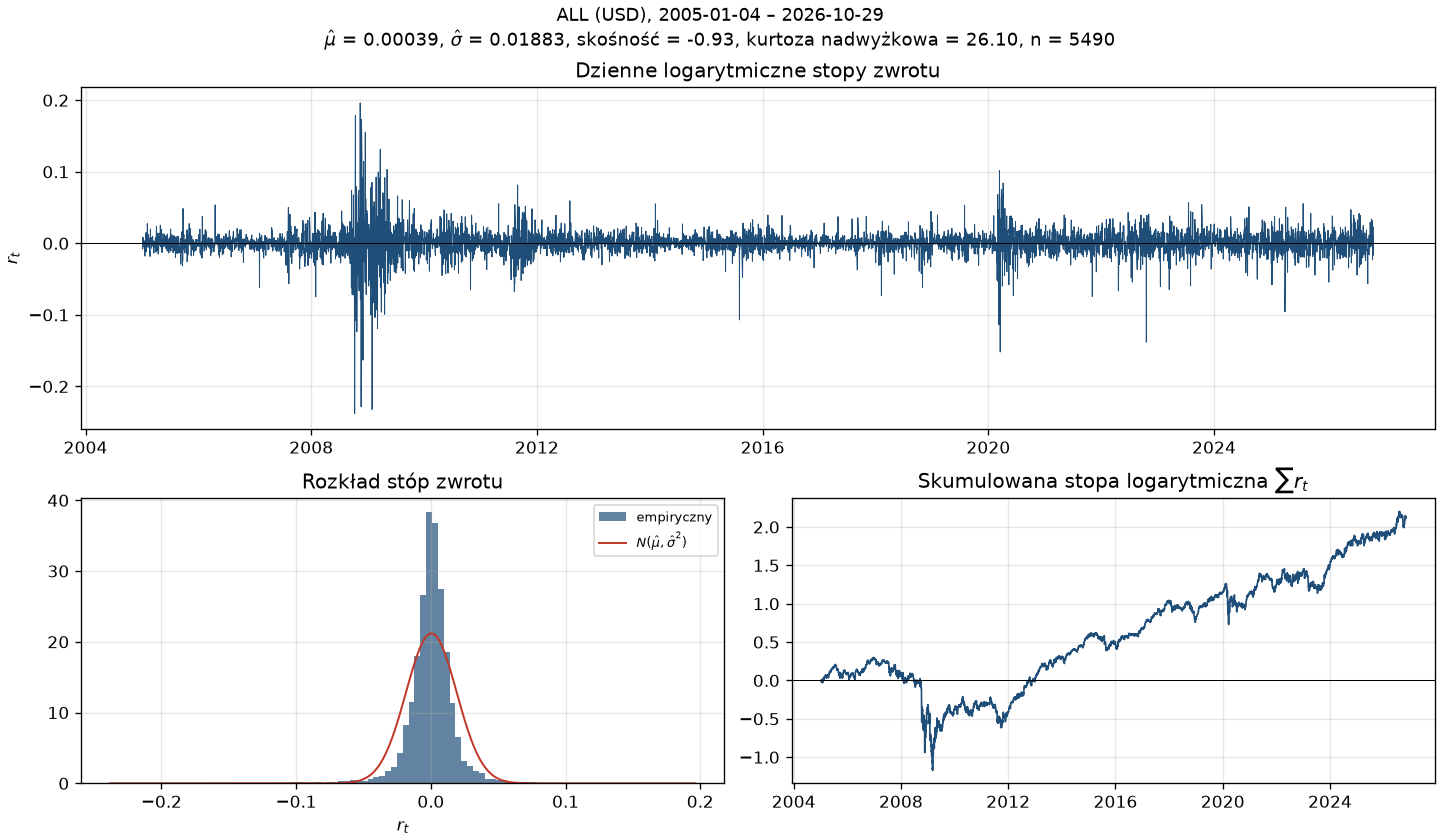 ALL (USD), 2005-01-04 – 2026-10-29
μ̂ = 0.00039, σ̂ = 0.01883, skośność = -0.93, kurtoza nadwyżkowa = 26.10, n = 5490
Dzienne logarytmiczne stopy zwrotu
0.2
0.1
0.0
−0.1
−0.2
r_t
2004 2008 2012 2016 2020 2024
Rozkład stóp zwrotu
40
30
20
10
0
empiryczny
N(μ̂, σ̂²)
−0.2 −0.1 0.0 0.1 0.2
r_t
Skumulowana stopa logarytmiczna ∑r_t
2.0
1.5
1.0
0.5
0.0
−0.5
−1.0
2004 2008 2012 2016 2020 2024